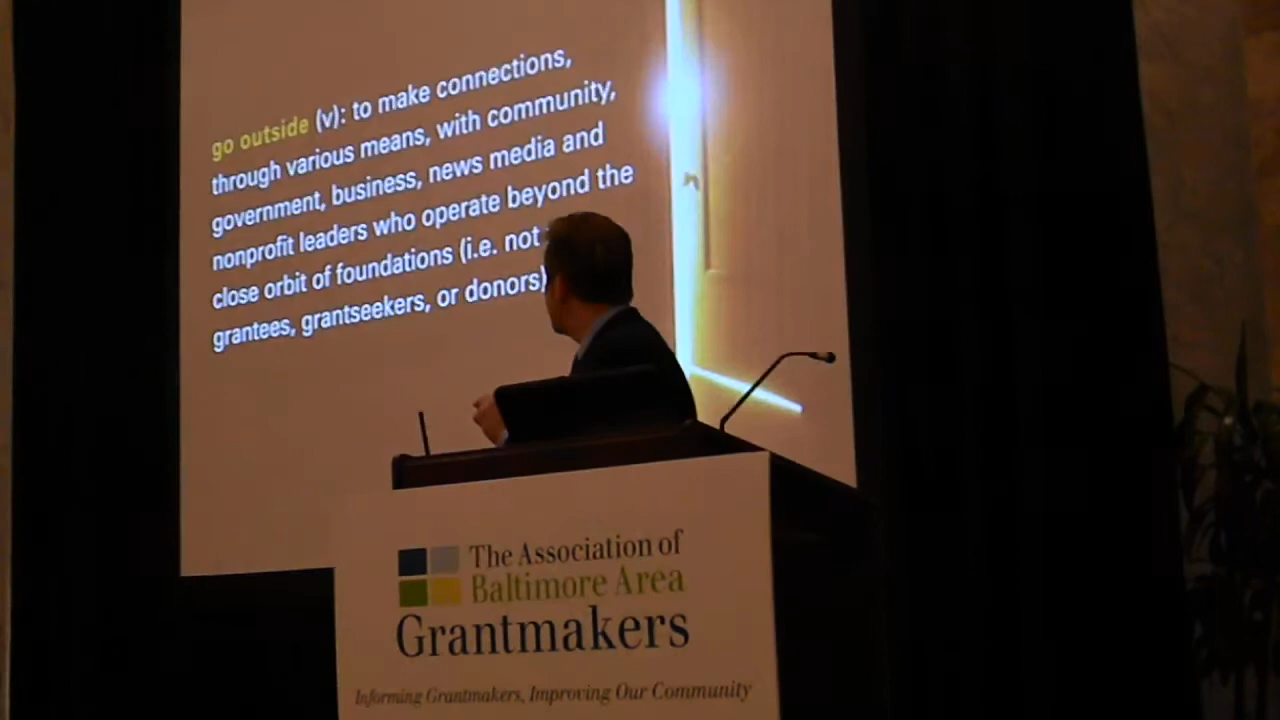 go outside (v): to make connections,
through various means, with community,
government, business, news media and
nonprofit leaders who operate beyond the
close orbit of foundations (i.e. not
grantees, grantseekers, or donors)
The Association of
Baltimore Area
Grantmakers
Informing Grantmakers, Improving Our Community